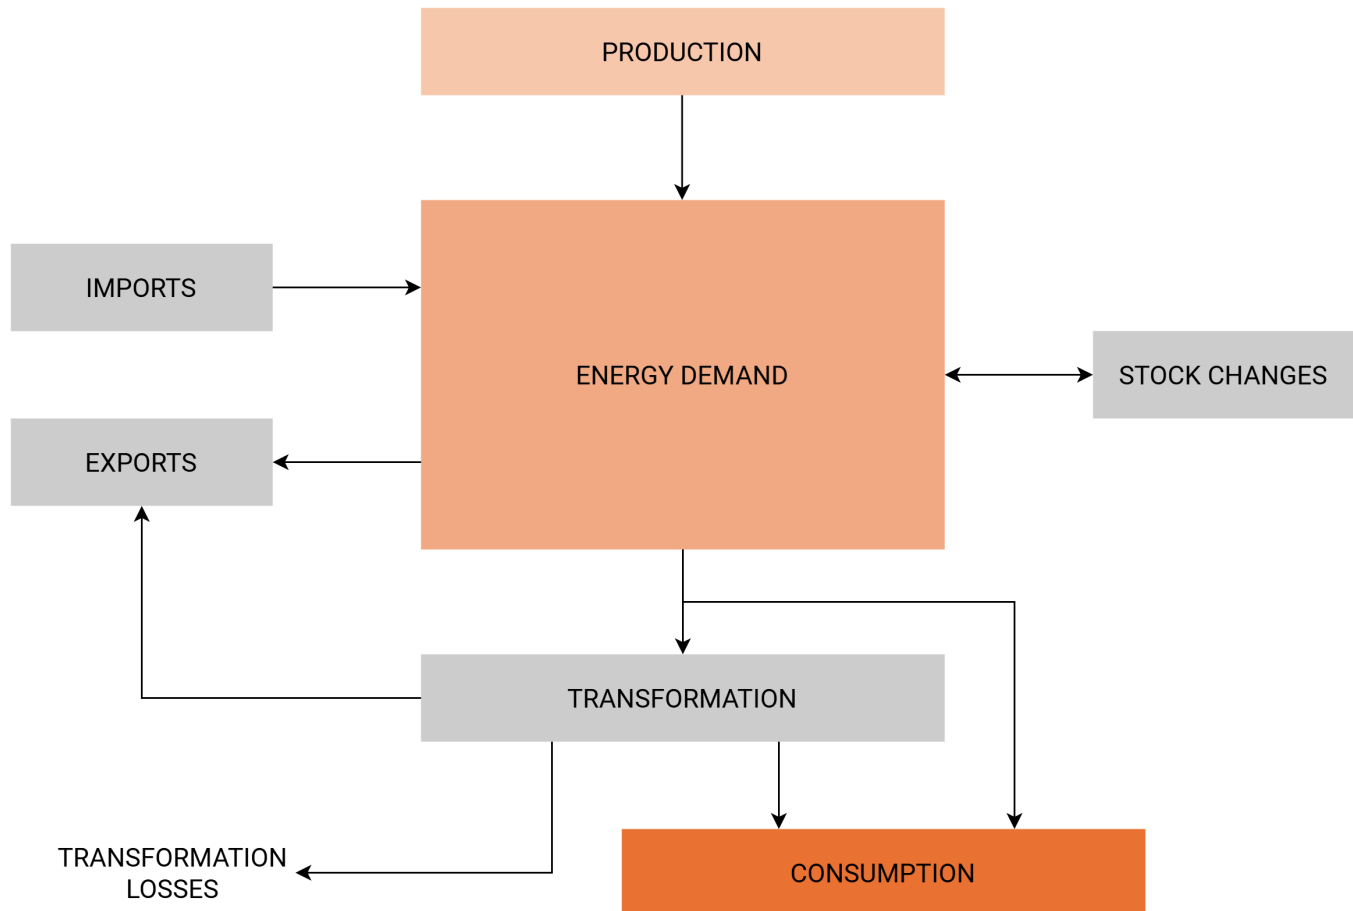 PRODUCTION
IMPORTS
ENERGY DEMAND
STOCK CHANGES
EXPORTS
TRANSFORMATION
TRANSFORMATION
LOSSES
CONSUMPTION